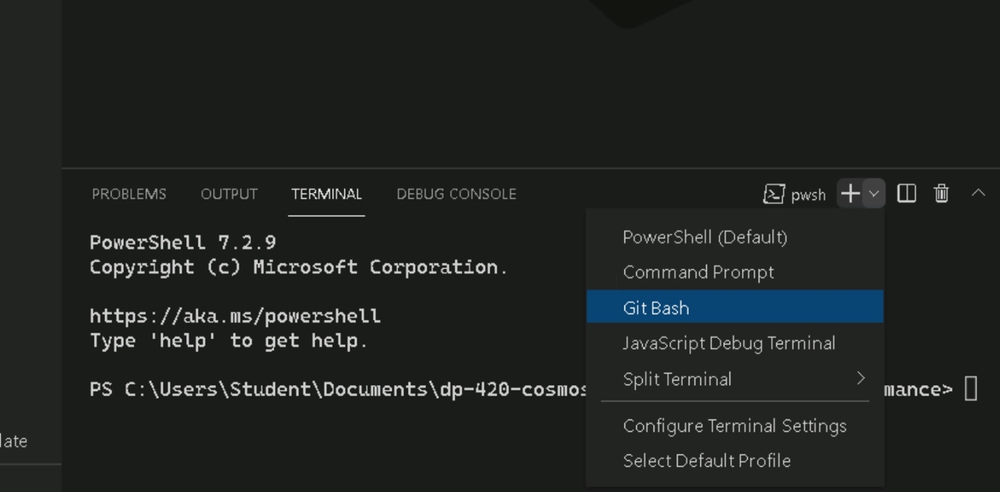 PROBLEMS OUTPUT TERMINAL DEBUG CONSOLE pwsh
PowerShell 7.2.9
Copyright (c) Microsoft Corporation.
https://aka.ms/powershell
Type 'help' to get help.
PS C:\Users\Student\Documents\dp-420-cosmos mance>
PowerShell (Default)
Command Prompt
Git Bash
JavaScript Debug Terminal
Split Terminal
Configure Terminal Settings
Select Default Profile
late